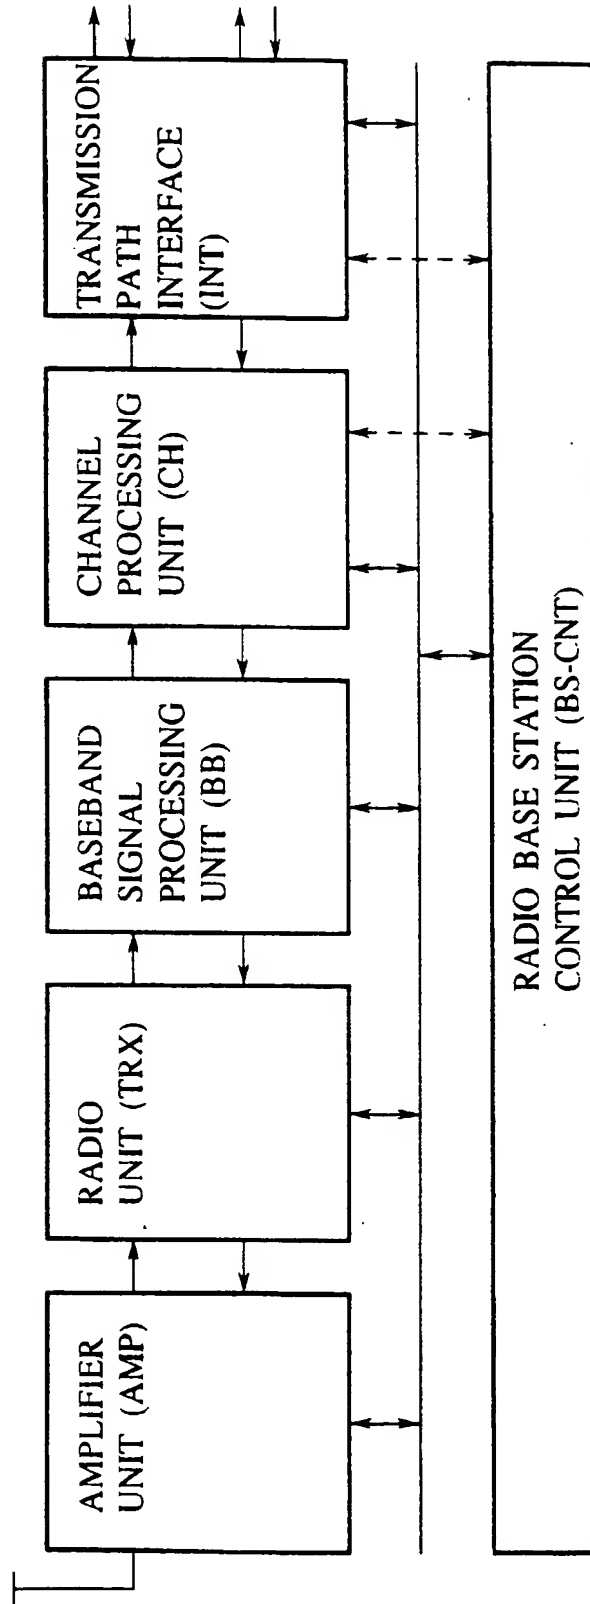 AMPLIFIER
UNIT (AMP)
RADIO
UNIT (TRX)
BASEBAND
SIGNAL
PROCESSING
UNIT (BB)
CHANNEL
PROCESSING
UNIT (CH)
TRANSMISSION
PATH
INTERFACE
(INT)
RADIO BASE STATION
CONTROL UNIT (BS-CNT)